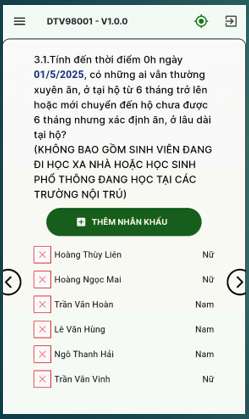 DTV98001 - V1.0.0
3.1.Tính đến thời điểm 0h ngày
01/5/2025, có những ai vẫn thường
xuyên ăn, ở tại hộ từ 6 tháng trở lên
hoặc mới chuyển đến hộ chưa được
6 tháng nhưng xác định ăn, ở lâu dài
tại hộ?
(KHÔNG BAO GỒM SINH VIÊN ĐANG
ĐI HỌC XA NHÀ HOẶC HỌC SINH
PHỔ THÔNG ĐANG HỌC TẠI CÁC
TRƯỜNG NỘI TRÚ)
THÊM NHÂN KHẨU
Hoàng Thùy Liên Nữ
Hoàng Ngọc Mai Nữ
Trần Văn Hoàn Nam
Lê Văn Hùng Nam
Ngô Thanh Hải Nam
Trần Văn Vinh Nữ